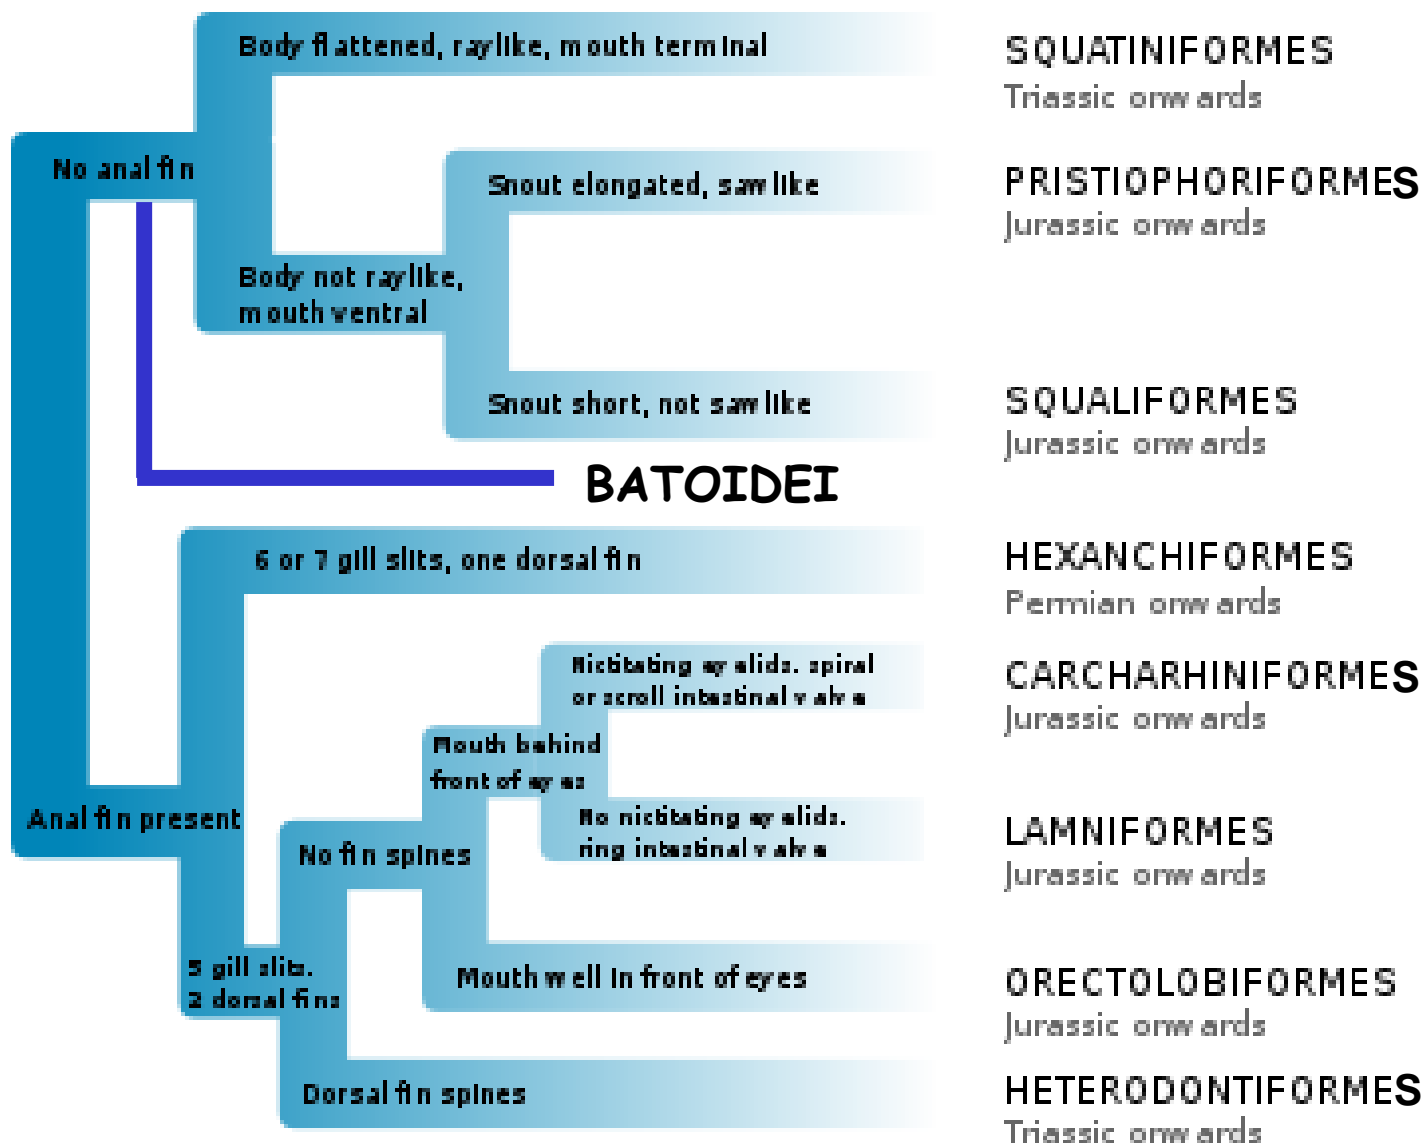 Body flattened, raylike, mouth terminal
SQUATINIFORMES
Triassic onwards
No anal fin
Snout elongated, sawlike
PRISTIOPHORIFORMES
Jurassic onwards
Body not raylike,
mouth ventral
Snout short, not sawlike
SQUALIFORMES
Jurassic onwards
BATOIDEI
6 or 7 gill slits, one dorsal fin
HEXANCHIFORMES
Permian onwards
Nictitating eyelids. spiral
or scroll intestinal valve
CARCHARHINIFORMES
Jurassic onwards
Mouth behind
front of eyes
Anal fin present
No nictitating eyelids.
ring intestinal valve
LAMNIFORMES
Jurassic onwards
No fin spines
5 gill slits.
2 dorsal fins
Mouth well in front of eyes
ORECTOLOBIFORMES
Jurassic onwards
Dorsal fin spines
HETERODONTIFORMES
Triassic onwards